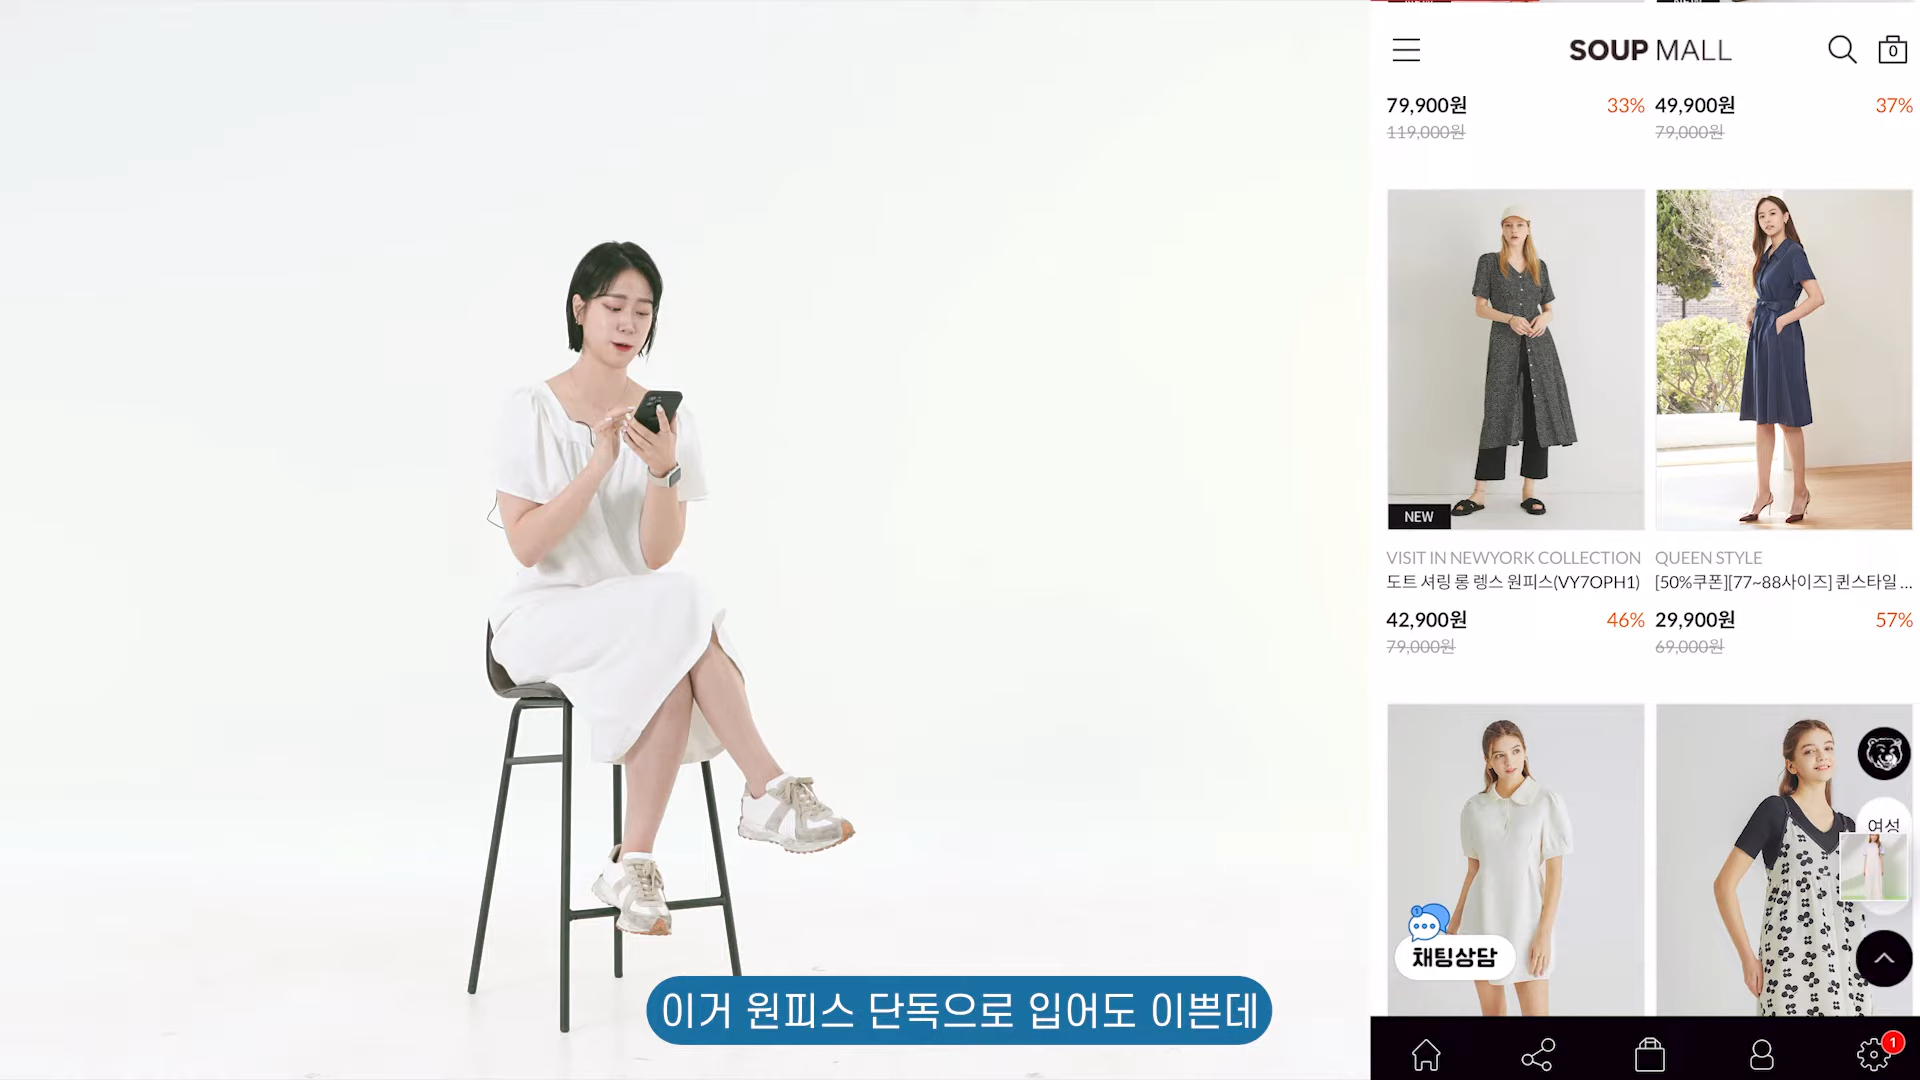 SOUP MALL
0
79,900원 33% 49,900원 37%
119,000원 79,000원
NEW
VISIT IN NEWYORK COLLECTION QUEEN STYLE
도트 셔링 롱 렝스 원피스(VY7OPH1) [50%쿠폰][77~88사이즈] 퀸스타일 ...
42,900원 46% 29,900원 57%
79,000원 69,000원
여성
채팅상담
이거 원피스 단독으로 입어도 이쁜데
1